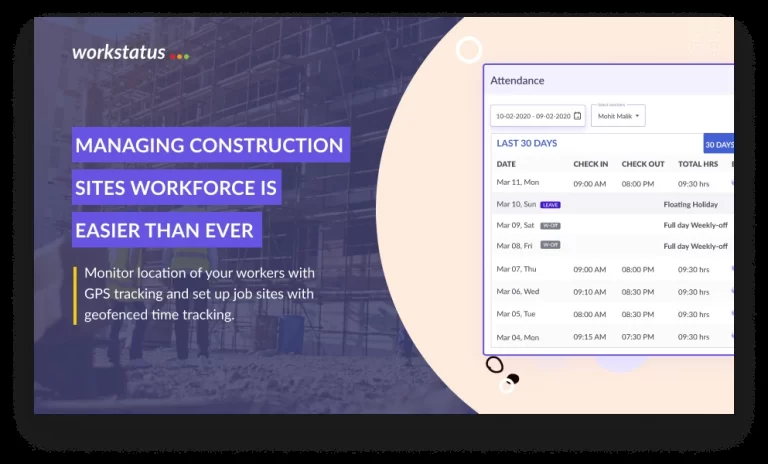 workstatus
MANAGING CONSTRUCTION
SITES WORKFORCE IS
EASIER THAN EVER
Monitor location of your workers with
GPS tracking and set up job sites with
geofenced time tracking.
Attendance
10-02-2020 - 09-02-2020
Mohit Malik
LAST 30 DAYS
30 DAYS
DATE CHECK IN CHECK OUT TOTAL HRS
Mar 11, Mon 09:00 AM 08:00 PM 09:30 hrs
Mar 10, Sun LEAVE Floating Holiday
Mar 09, Sat W-Off Full day Weekly-off
Mar 08, Fri W-Off Full day Weekly-off
Mar 07, Thu 09:00 AM 08:00 PM 09:30 hrs
Mar 06, Wed 09:10 AM 08:30 PM 09:30 hrs
Mar 05, Tue 08:00 AM 08:30 PM 09:30 hrs
Mar 04, Mon 09:15 AM 07:30 PM 09:30 hrs